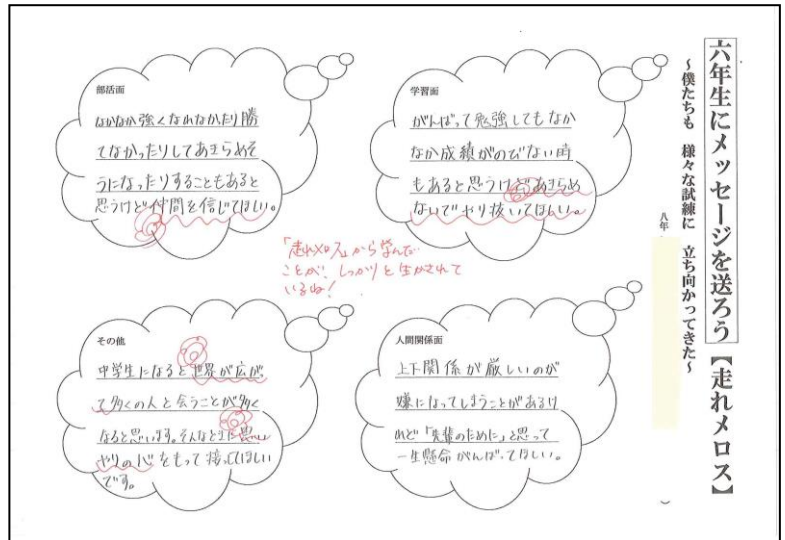 六年生にメッセージを送ろう【走れメロス】
~僕たちも 様々な試練に 立ち向かってきた~
八年
)
学習面
がんばって勉強してもなか
なか成績がのびない時
もあると思うけどあきらめ
ないでやり抜いてほしい。
部活面
なかなか強くなれなかたり勝
てなかったりしてあきらめそ
うになったりすることもあると
思うけど仲間を信じてほしい。
「走れメロス」から学んだ
ことが、しっかりと生かされて
いるね!
人間関係面
上下関係が厳しいのが
嫌になってしまうことがあるけ
れど「先輩のために」と思って
一生懸命がんばってほしい。
その他
中学生になると世界が広がっ
て多くの人と会うことが多く
なると思います。そんなときに思い
やりの心をもって接してほしい
です。